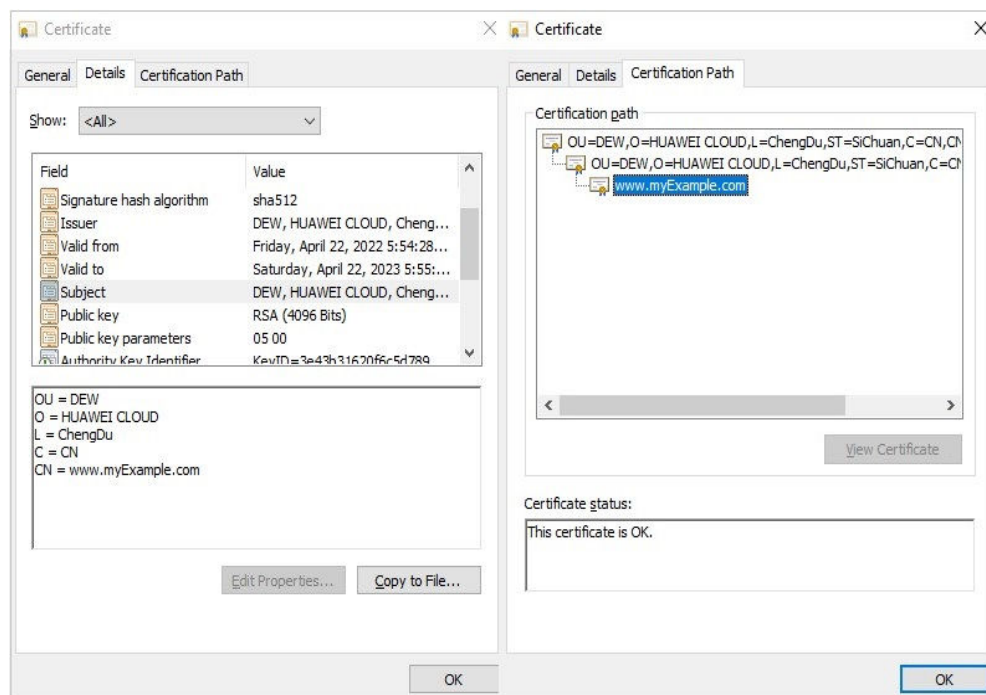 Certificate
General Details Certification Path
Show: <All>
Field Value
Signature hash algorithm sha512
Issuer DEW, HUAWEI CLOUD, Cheng...
Valid from Friday, April 22, 2022 5:54:28...
Valid to Saturday, April 22, 2023 5:55:...
Subject DEW, HUAWEI CLOUD, Cheng...
Public key RSA (4096 Bits)
Public key parameters 05 00
Authority Key Identifier KeyID=3e43b31620f6c5d789
OU = DEW
O = HUAWEI CLOUD
L = ChengDu
C = CN
CN = www.myExample.com
Edit Properties... Copy to File...
OK
Certificate
General Details Certification Path
Certification path
OU=DEW,O=HUAWEI CLOUD,L=ChengDu,ST=SiChuan,C=CN,CN
OU=DEW,O=HUAWEI CLOUD,L=ChengDu,ST=SiChuan,C=CN
www.myExample.com
View Certificate
Certificate status:
This certificate is OK.
OK